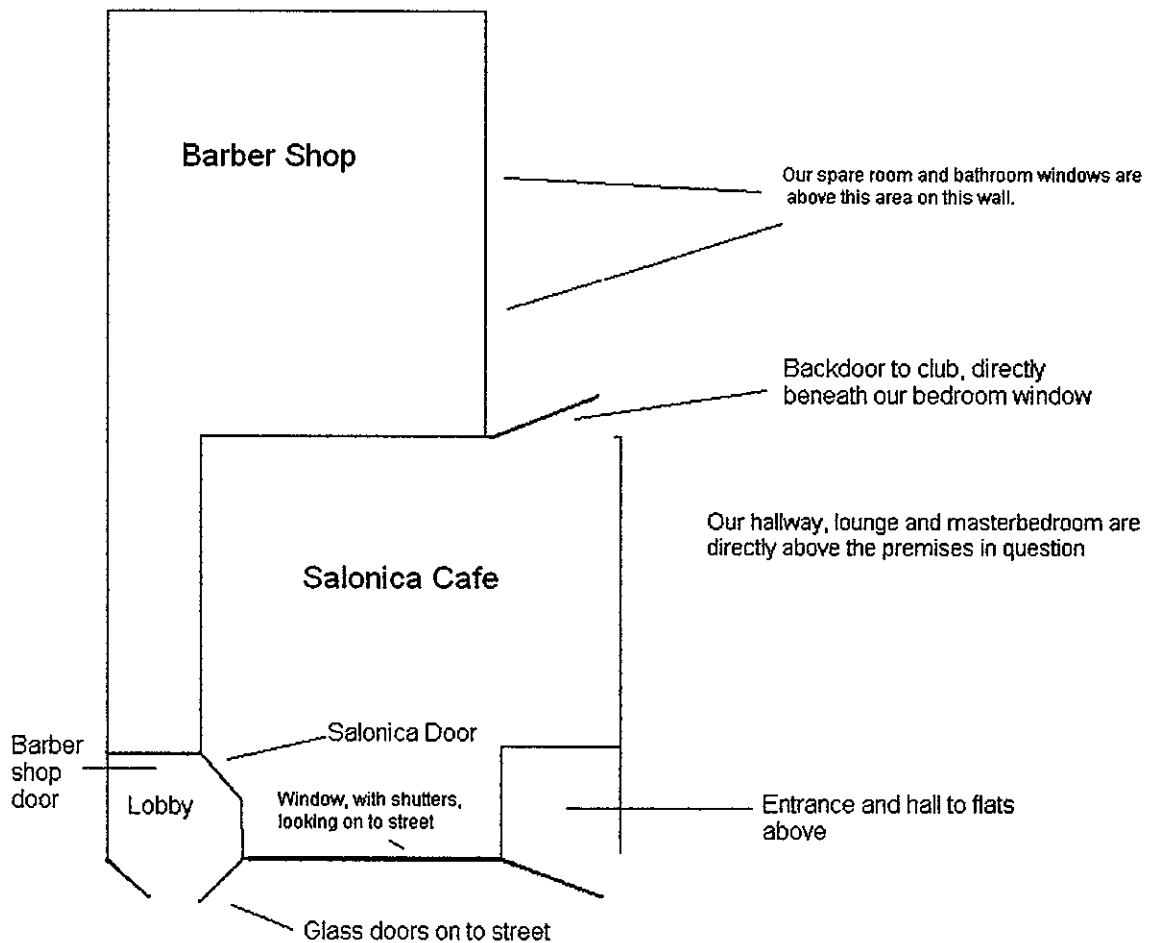 Barber Shop
Our spare room and bathroom windows are
above this area on this wall.
Backdoor to club, directly
beneath our bedroom window
Our hallway, lounge and masterbedroom are
directly above the premises in question
Salonica Cafe
Salonica Door
Barber
shop
door
Lobby
Window, with shutters,
looking on to street
Entrance and hall to flats
above
Glass doors on to street